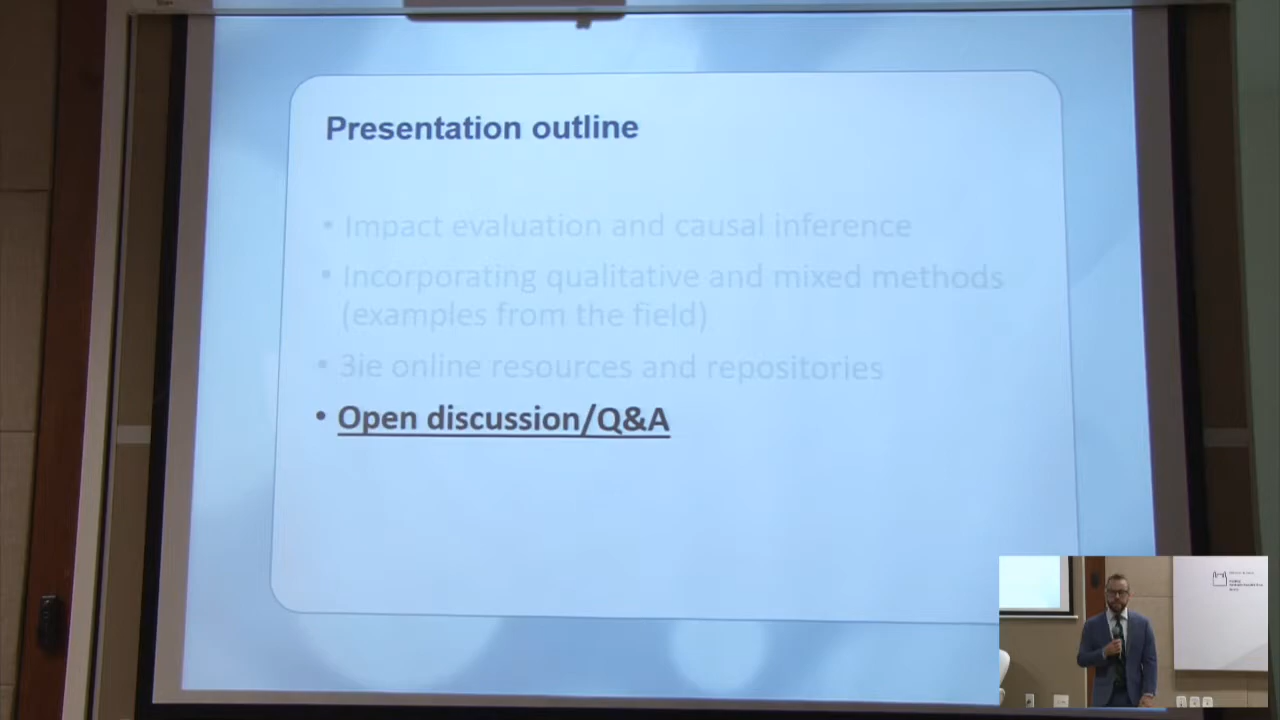 Presentation outline
• Impact evaluation and causal inference
• Incorporating qualitative and mixed methods
(examples from the field)
• 3ie online resources and repositories
• Open discussion/Q&A